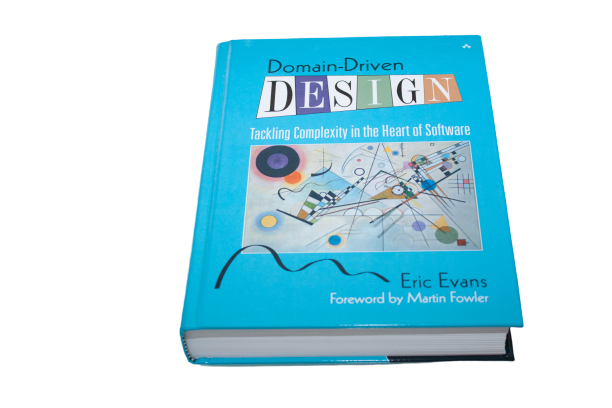 Domain-Driven
DESIGN
Tackling Complexity in the Heart of Software
Eric Evans
Foreword by Martin Fowler